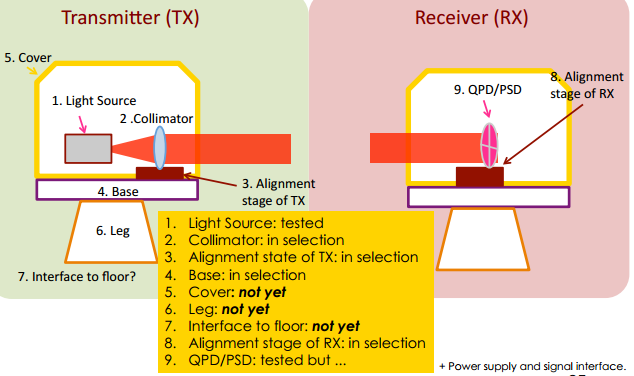 Transmitter (TX)
Receiver (RX)
5. Cover
1. Light Source
2 .Collimator
3. Alignment
stage of TX
4. Base
6. Leg
7. Interface to floor?
8. Alignment
stage of RX
9. QPD/PSD
1. Light Source: tested
2. Collimator: in selection
3. Alignment state of TX: in selection
4. Base: in selection
5. Cover: not yet
6. Leg: not yet
7. Interface to floor: not yet
8. Alignment stage of RX: in selection
9. QPD/PSD: tested but ...
+ Power supply and signal interface.